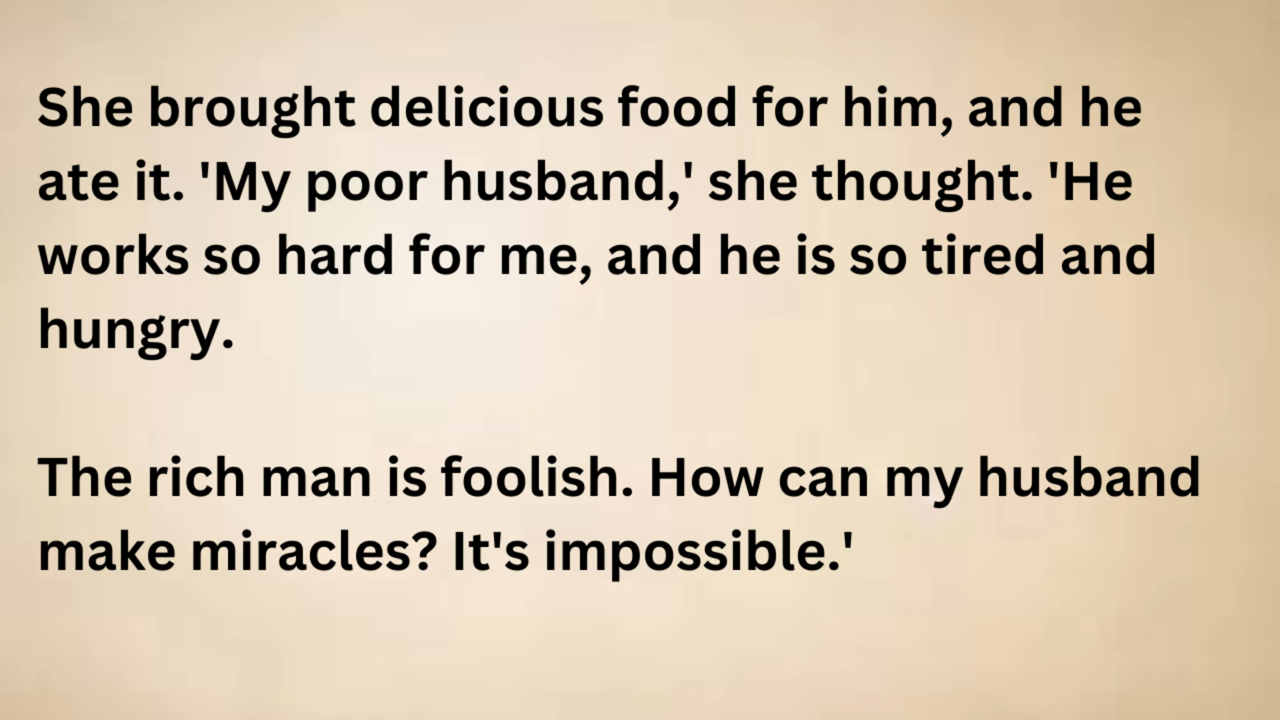 She brought delicious food for him, and he
ate it. 'My poor husband,' she thought. 'He
works so hard for me, and he is so tired and
hungry.
The rich man is foolish. How can my husband
make miracles? It's impossible.'